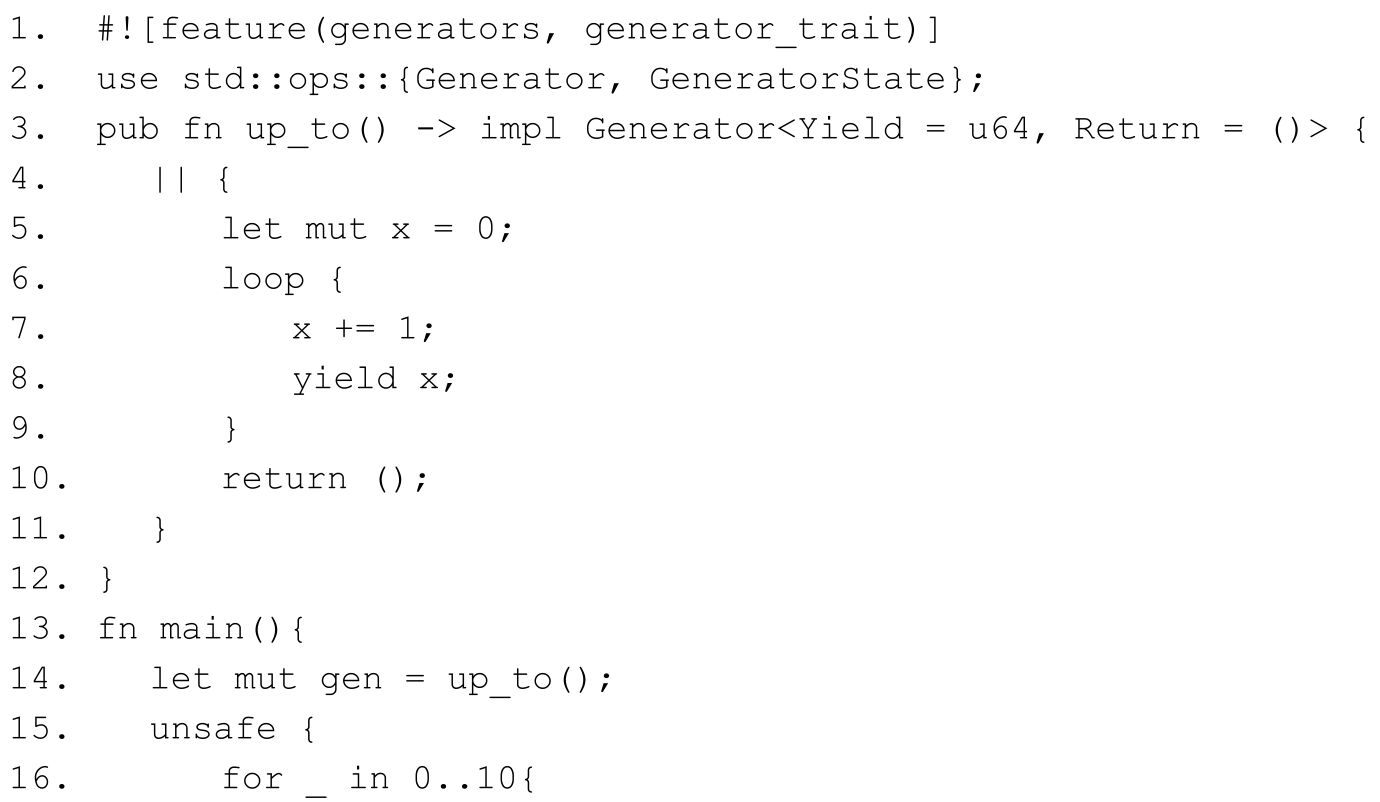 1. #![feature(generators, generator_trait)]
2. use std::ops::{Generator, GeneratorState};
3. pub fn up_to() -> impl Generator<Yield = u64, Return = ()> {
4. || {
5. let mut x = 0;
6. loop {
7. x += 1;
8. yield x;
9. }
10. return ();
11. }
12. }
13. fn main(){
14. let mut gen = up_to();
15. unsafe {
16. for _ in 0..10{